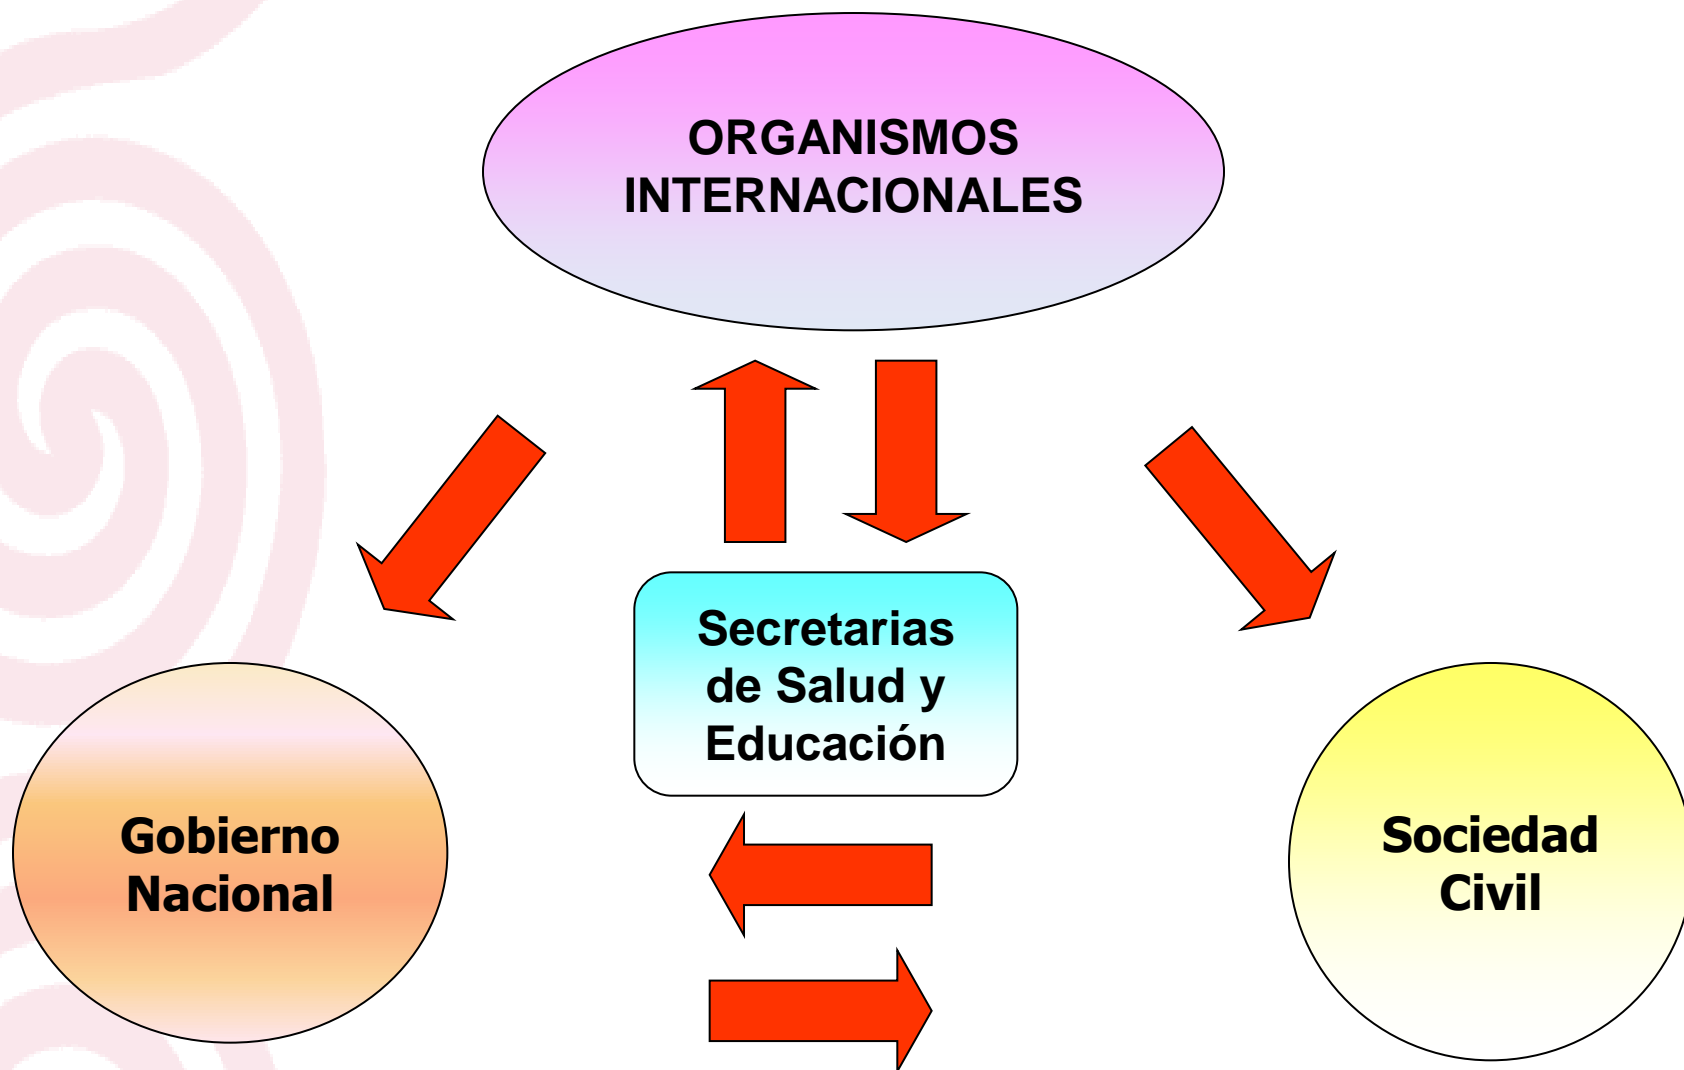 ORGANISMOS
INTERNACIONALES
Secretarias
de Salud y
Educación
Gobierno
Nacional
Sociedad
Civil